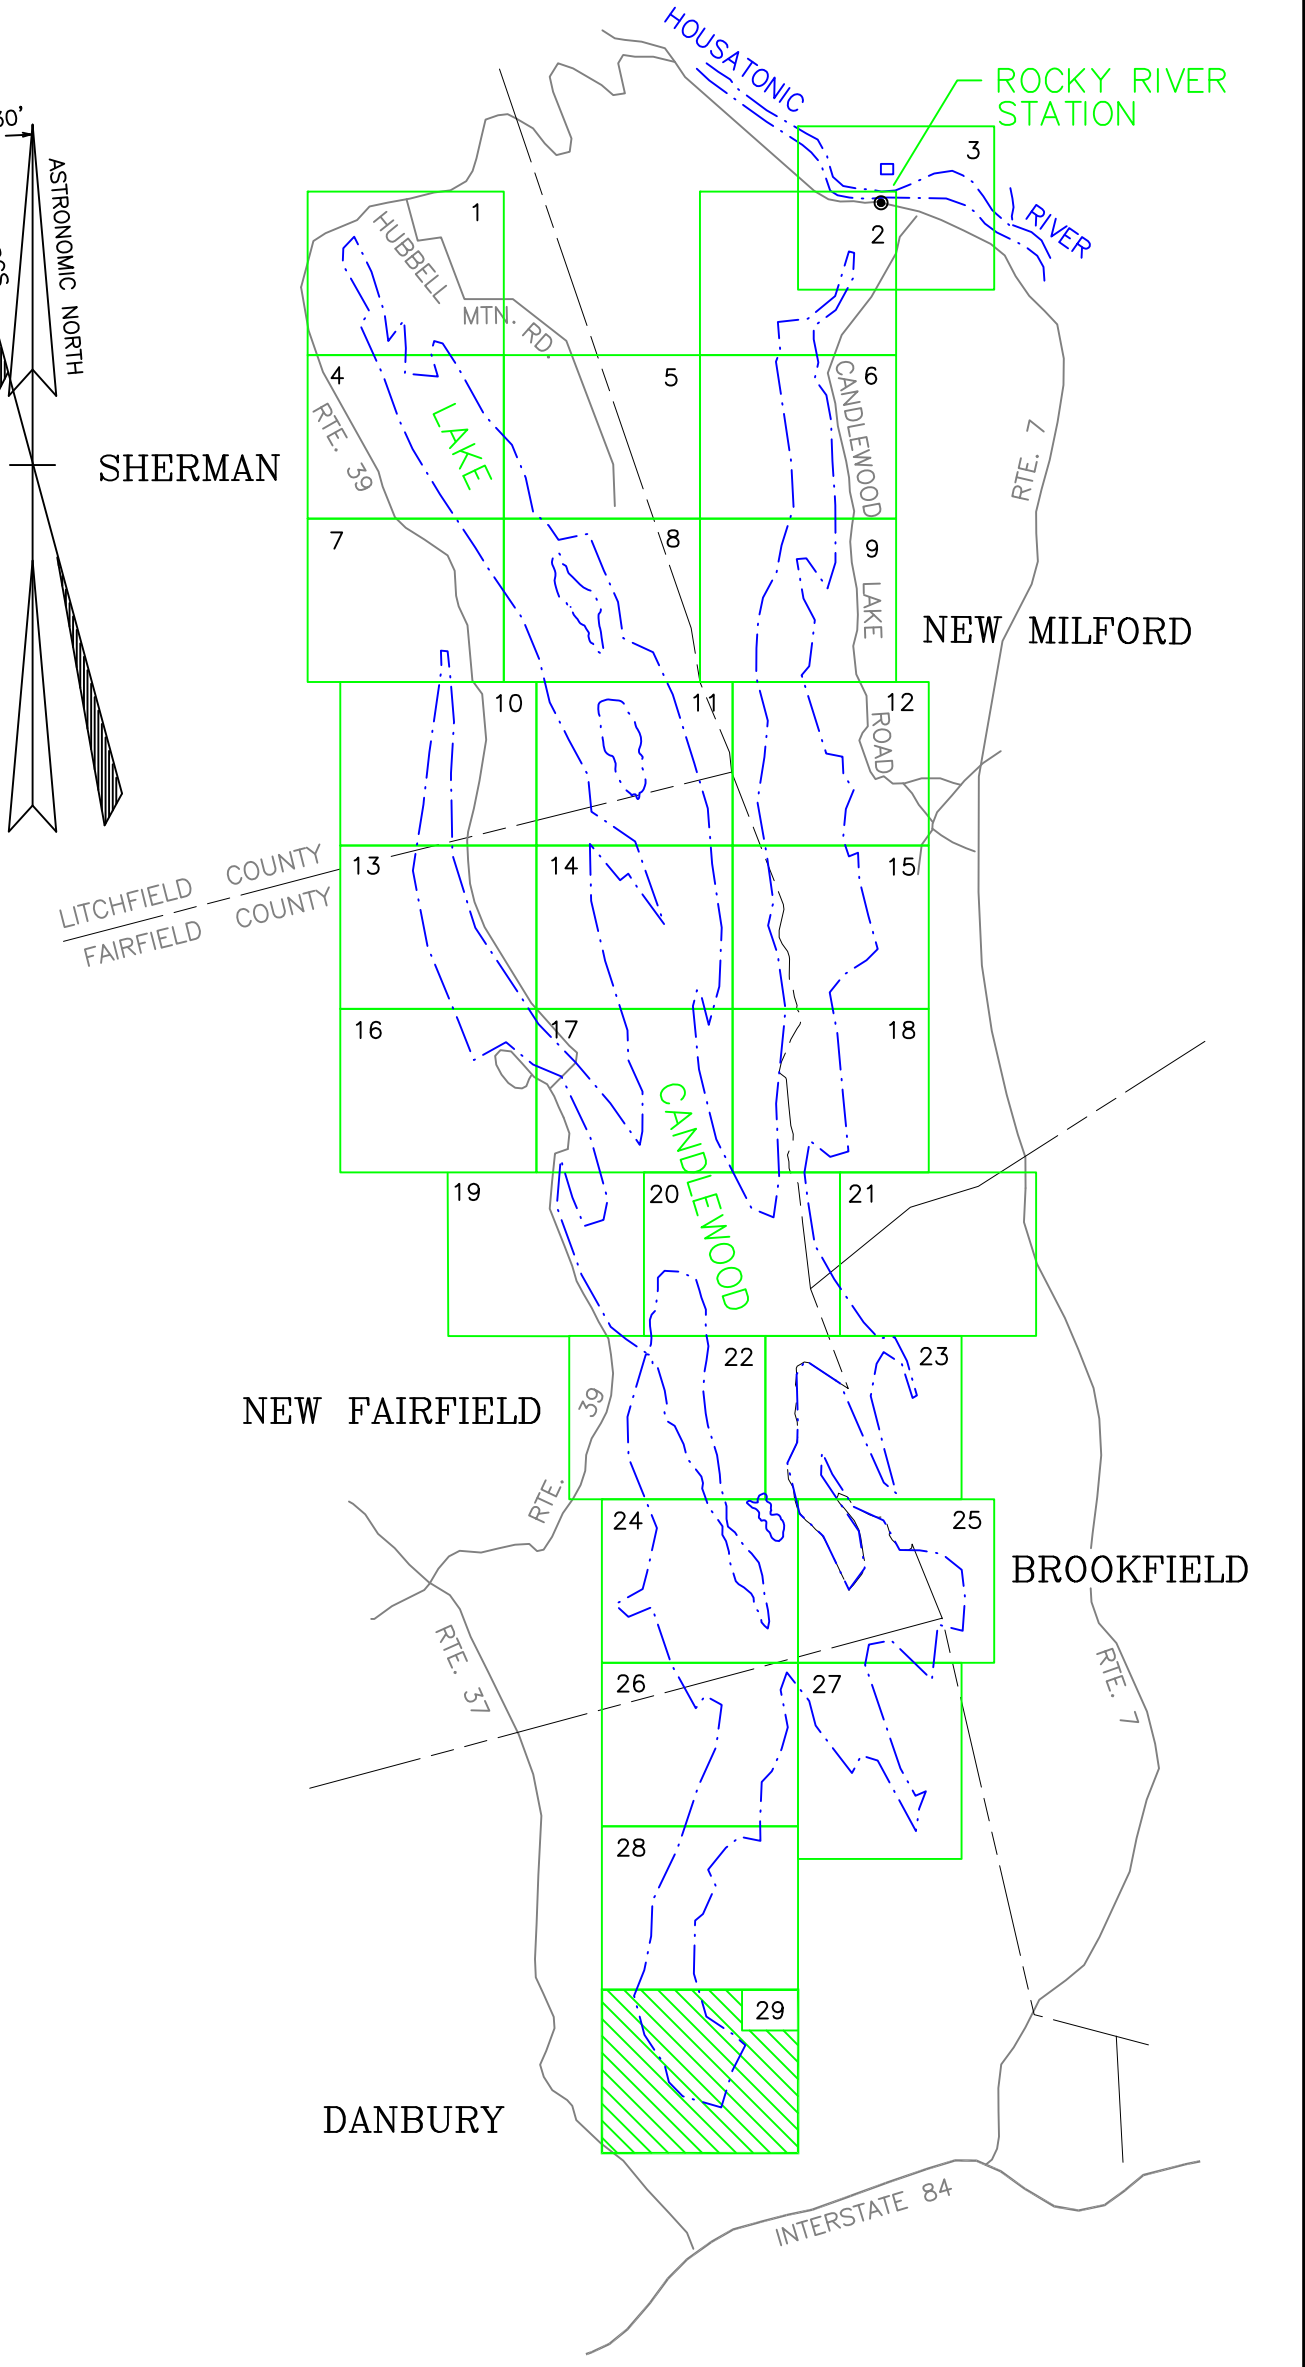 HOUSATONIC
ROCKY RIVER
STATION
30'
ASTRONOMIC NORTH
3
1
2
RIVER
HUBBELL
MTN. RD.
4
5
6
LAKE
RTE. 39
CANDLEWOOD
RTE. 7
SHERMAN
7
8
9
LAKE
NEW MILFORD
10
11
12
ROAD
LITCHFIELD COUNTY
FAIRFIELD COUNTY
13
14
15
16
17
18
CANDLEWOOD
19
20
21
22
23
NEW FAIRFIELD
RTE. 39
24
25
BROOKFIELD
RTE. 37
26
27
RTE. 7
28
29
DANBURY
INTERSTATE 84